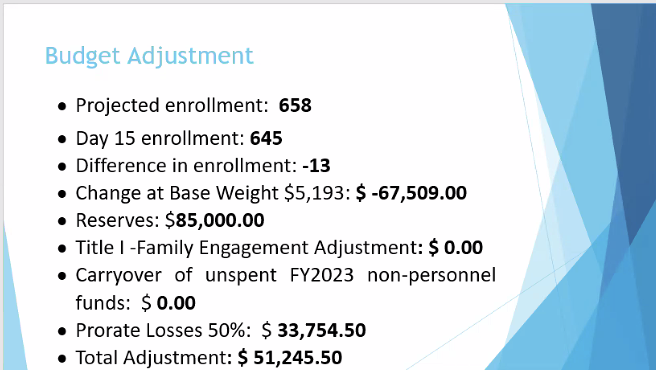 Budget Adjustment
• Projected enrollment:  658
• Day 15 enrollment: 645
• Difference in enrollment: -13
• Change at Base Weight $5,193: $ -67,509.00
• Reserves: $85,000.00
• Title I -Family Engagement Adjustment: $ 0.00
• Carryover of unspent FY2023 non-personnel
funds:  $ 0.00
• Prorate Losses 50%:  $ 33,754.50
• Total Adjustment: $ 51,245.50